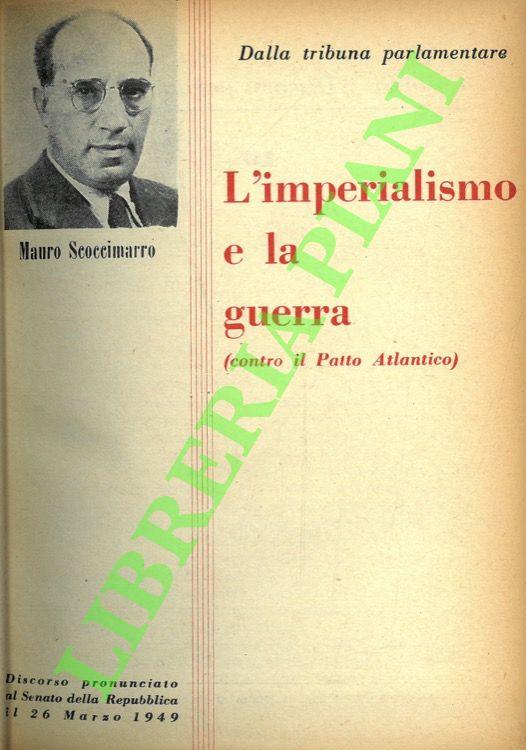 Dalla tribuna parlamentare
Mauro Scoccimarro
L'imperialismo
e la
guerra
(contro il Patto Atlantico)
Discorso pronunciato
al Senato della Repubblica
il 26 Marzo 1949
LIBRERIA PIANI